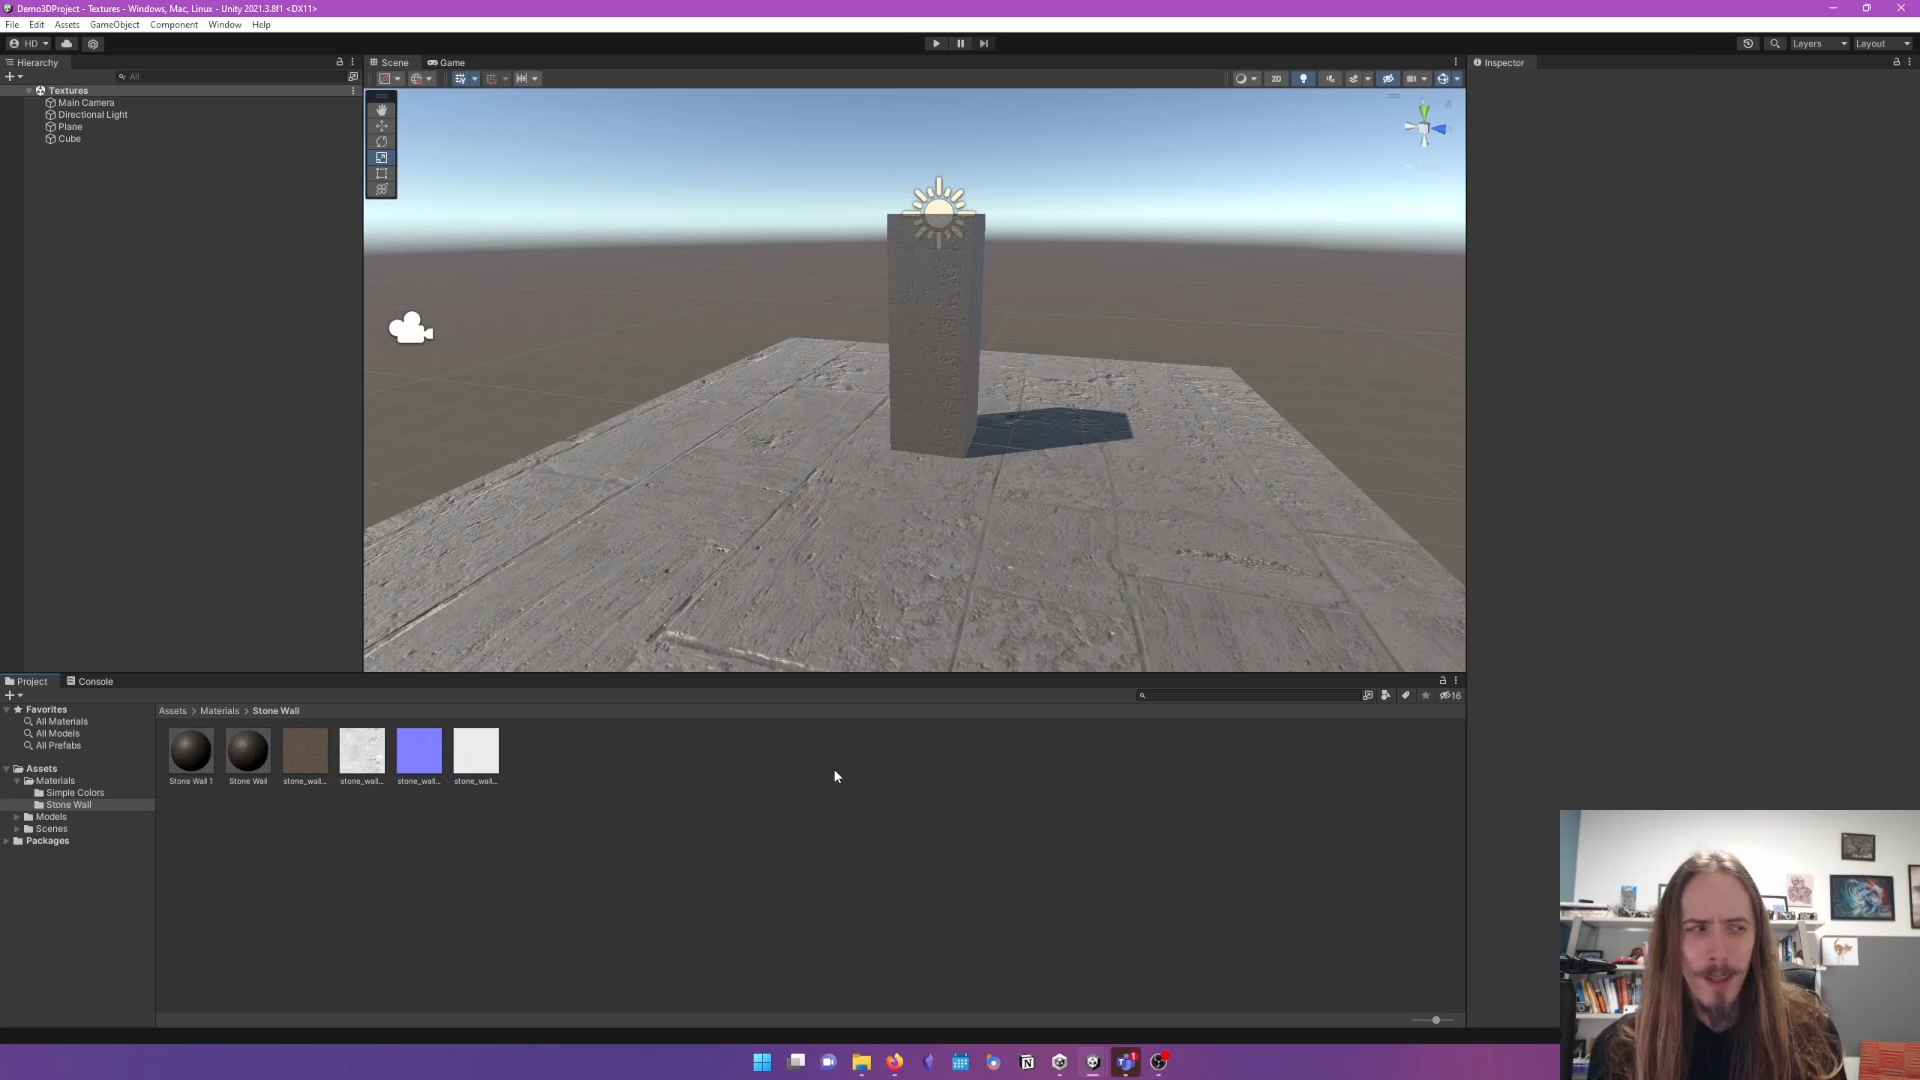 Demo3DProject - Textures - Windows, Mac, Linux - Unity 2021.3.8f1 <DX11>
File Edit Assets GameObject Component Window Help
HD
Layers
Layout
Hierarchy
All
Textures
Main Camera
Directional Light
Plane
Cube
Scene
Game
2D
Inspector
Project
Console
16
Favorites
All Materials
All Models
All Prefabs
Assets
Materials
Simple Colors
Stone Wall
Models
Scenes
Packages
Assets > Materials > Stone Wall
Stone Wall 1
Stone Wall
stone_wall...
stone_wall...
stone_wall...
stone_wall...